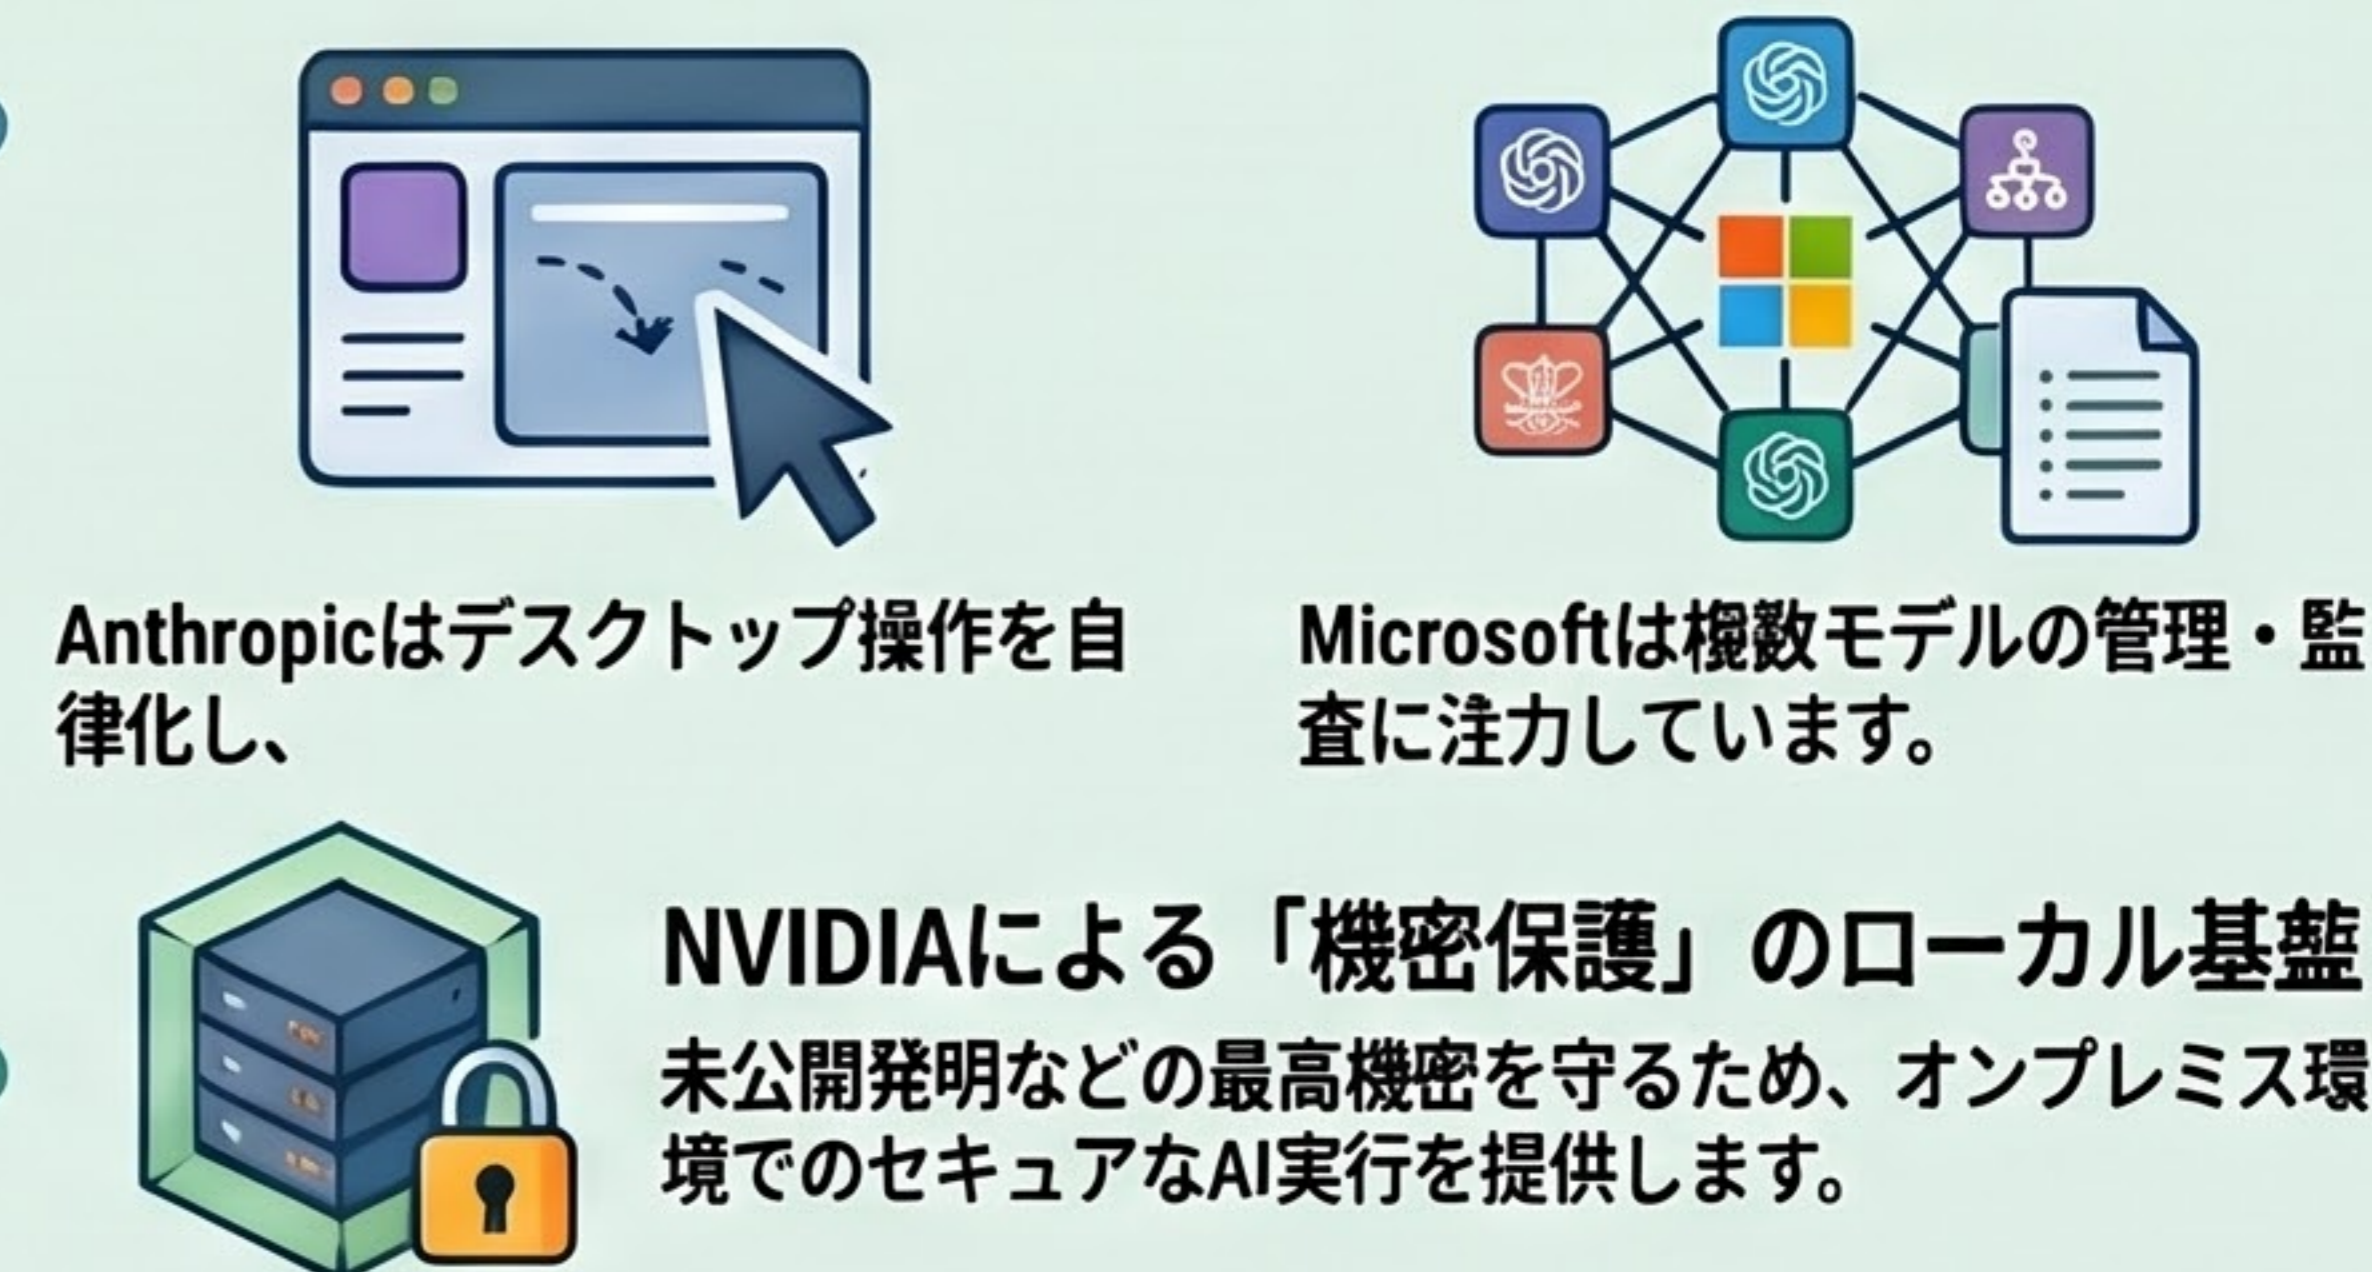 Anthropicはデスクトップ操作を自
律化し、
Microsoftは数モデルの管理・監
査に注力しています。
NVIDIAによる「機密保護」のローカル基
未公開発明などの最高機密を守るため、オンプレミス環
境でのセキュアなAI実行を提供します。